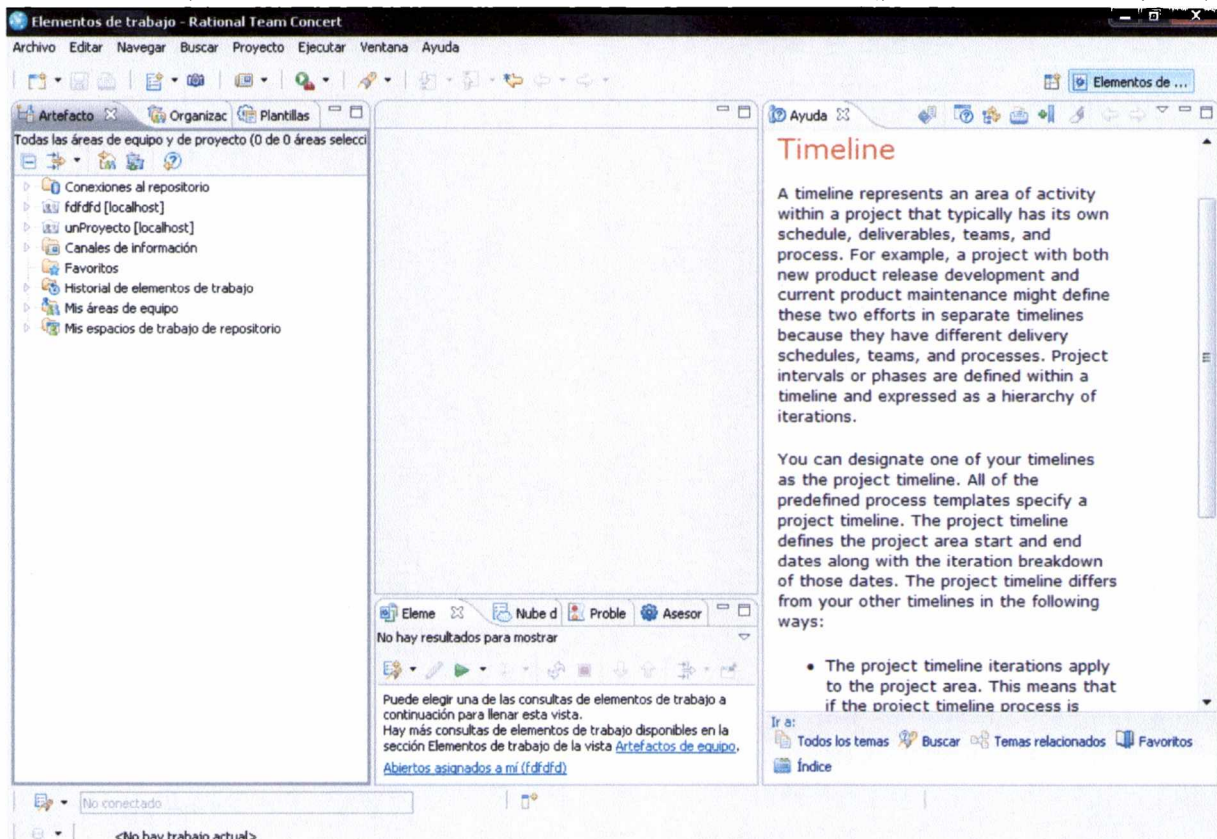 Elementos de trabajo - Rational Team Concert
Archivo Editar Navegar Buscar Proyecto Ejecutar Ventana Ayuda
Elementos de ...
Artefacto Organizac Plantillas
Todas las áreas de equipo y de proyecto (0 de 0 áreas selecci
Conexiones al repositorio
fdfdfd [localhost]
unProyecto [localhost]
Canales de información
Favoritos
Historial de elementos de trabajo
Mis áreas de equipo
Mis espacios de trabajo de repositorio
Eleme Nube d Proble Asesor
No hay resultados para mostrar
Puede elegir una de las consultas de elementos de trabajo a
continuación para llenar esta vista.
Hay más consultas de elementos de trabajo disponibles en la
sección Elementos de trabajo de la vista Artefactos de equipo.
Abiertos asignados a mí (fdfdfd)
Ayuda
Timeline
A timeline represents an area of activity
within a project that typically has its own
schedule, deliverables, teams, and
process. For example, a project with both
new product release development and
current product maintenance might define
these two efforts in separate timelines
because they have different delivery
schedules, teams, and processes. Project
intervals or phases are defined within a
timeline and expressed as a hierarchy of
iterations.
You can designate one of your timelines
as the project timeline. All of the
predefined process templates specify a
project timeline. The project timeline
defines the project area start and end
dates along with the iteration breakdown
of those dates. The project timeline differs
from your other timelines in the following
ways:
• The project timeline iterations apply
to the project area. This means that
if the project timeline process is
Ir a:
Todos los temas Buscar Temas relacionados Favoritos
Índice
No conectado
<No hay trabajo actual>